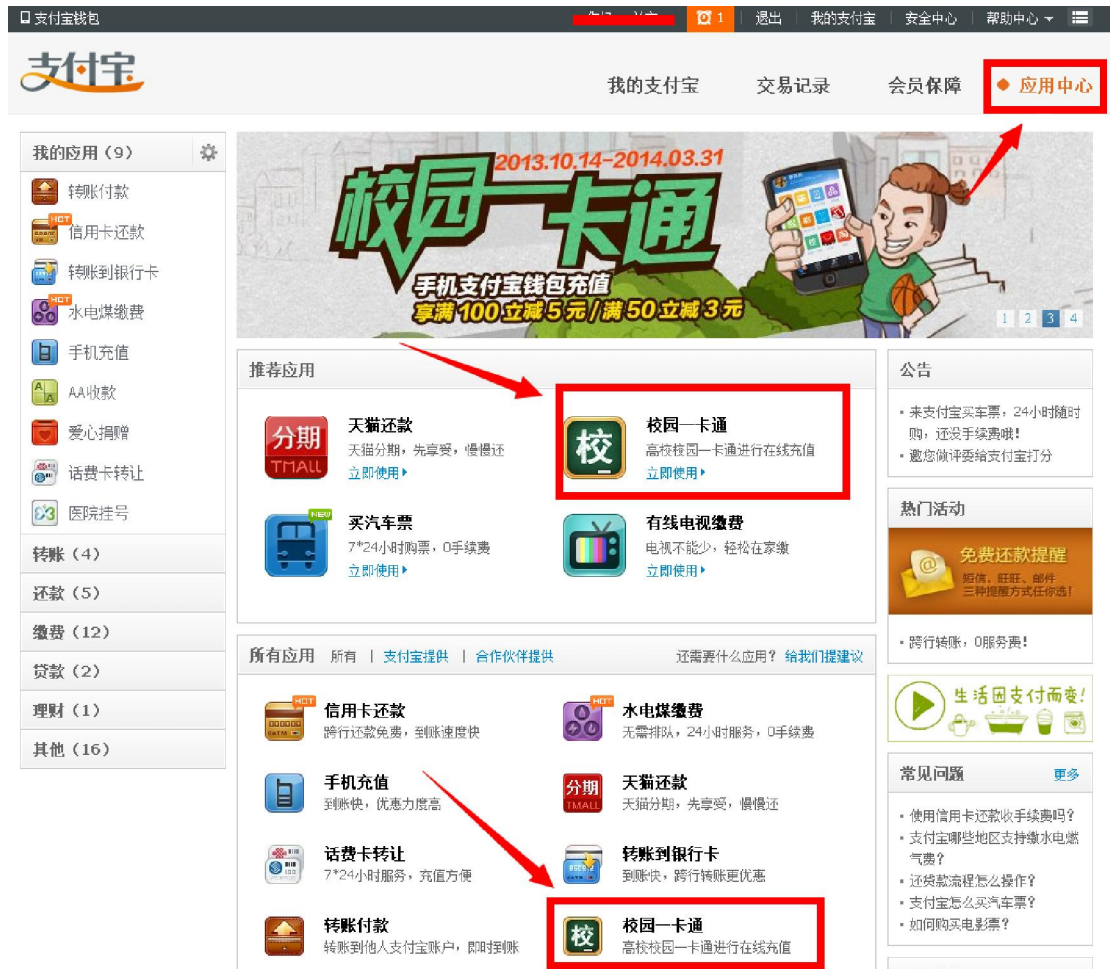 支付宝钱包
1
退出
我的支付宝
安全中心
帮助中心
支付宝
我的支付宝
交易记录
会员保障
应用中心
我的应用（9）
转账付款
HOT
信用卡还款
转账到银行卡
HOT
水电煤缴费
手机充值
AA收款
爱心捐赠
话费卡转让
医院挂号
转账（4）
还款（5）
缴费（12）
贷款（2）
理财（1）
其他（16）
2013.10.14-2014.03.31
校园一卡通
手机支付宝钱包充值
享满100立减5元/满50立减3元
1 2 3 4
推荐应用
分期
TMALL
天猫还款
天猫分期，先享受，慢慢还
立即使用
校
校园一卡通
高校校园一卡通进行在线充值
立即使用
NEW
买汽车票
7*24小时购票，0手续费
立即使用
有线电视缴费
电视不能少，轻松在家缴
立即使用
所有应用
所有 | 支付宝提供 | 合作伙伴提供
还需要什么应用？ 给我们提建议
HOT
信用卡还款
跨行还款免费，到账速度快
HOT
水电煤缴费
无需排队，24小时服务，0手续费
手机充值
到账快，优惠力度高
分期
TMALL
天猫还款
天猫分期，先享受，慢慢还
话费卡转让
7*24小时服务，充值方便
转账到银行卡
到账快，跨行转账更优惠
转账付款
转账到他人支付宝账户，即时到账
校
校园一卡通
高校校园一卡通进行在线充值
公告
来支付宝买车票，24小时随时
购，还没手续费哦！
邀您做评委给支付宝打分
热门活动
免费还款提醒
短信、旺旺、邮件
三种提醒方式任你选！
跨行转账，0服务费！
生活因支付而变！
常见问题
更多
使用信用卡还款收手续费吗？
支付宝哪些地区支持缴水电燃
气费？
还贷款流程怎么操作？
支付宝怎么买汽车票？
如何购买电影票？